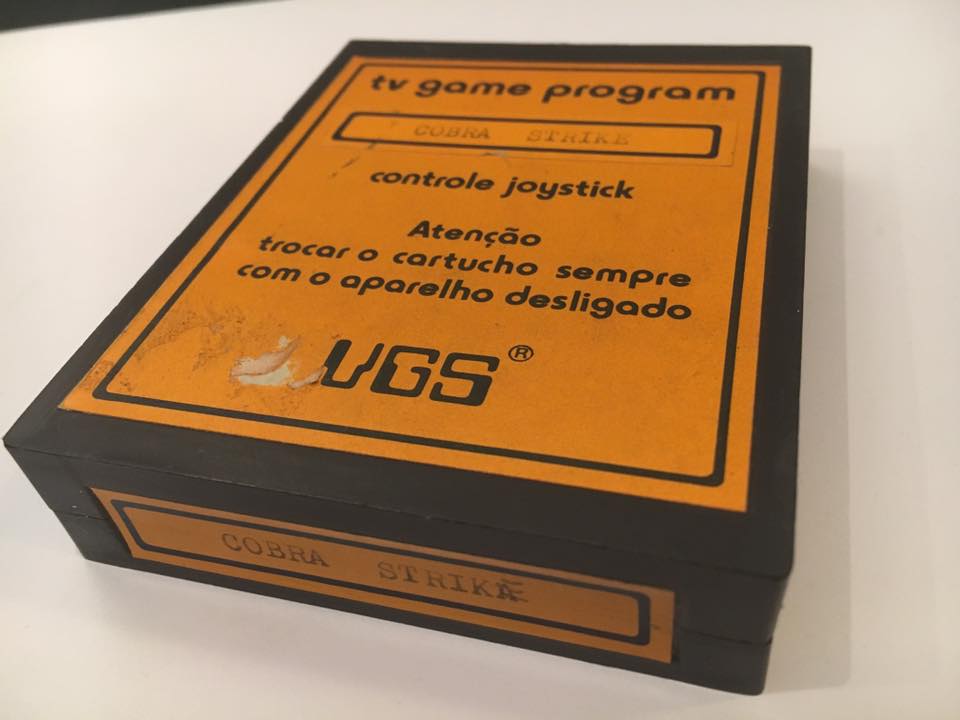 tv game program
COBRA STRIKE
controle joystick
Atenção
trocar o cartucho sempre
com o aparelho desligado
VGS®
COBRA STRIKE